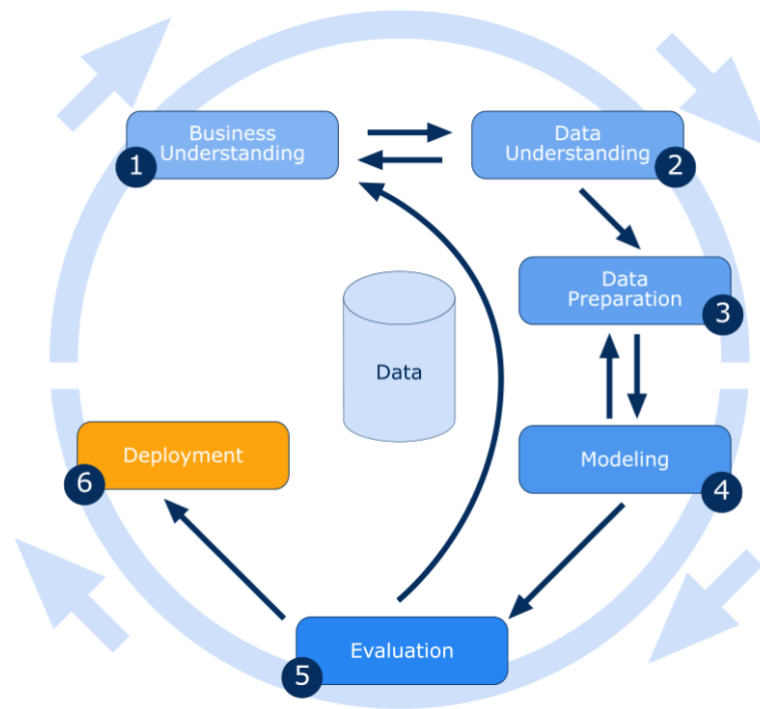 Business
Understanding
1
Data
Understanding
2
Data
Preparation
3
Data
Deployment
6
Modeling
4
Evaluation
5